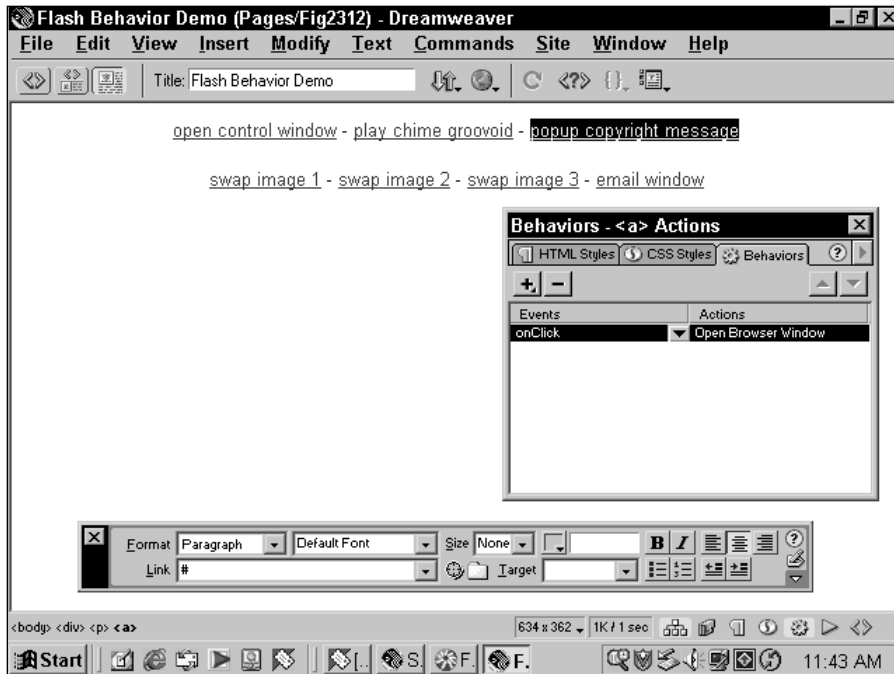 Flash Behavior Demo (Pages/Fig2312) - Dreamweaver
File Edit View Insert Modify Text Commands Site Window Help
Title: Flash Behavior Demo
open control window - play chime groovoid - popup copyright message
swap image 1 - swap image 2 - swap image 3 - email window
Behaviors - <a> Actions
HTML Styles CSS Styles Behaviors
Events Actions
onClick Open Browser Window
Format Paragraph Default Font Size None B I
Link # Target
<body> <div> <p> <a> 634 x 362 1K / 1 sec
Start [.. S. F. F. 11:43 AM